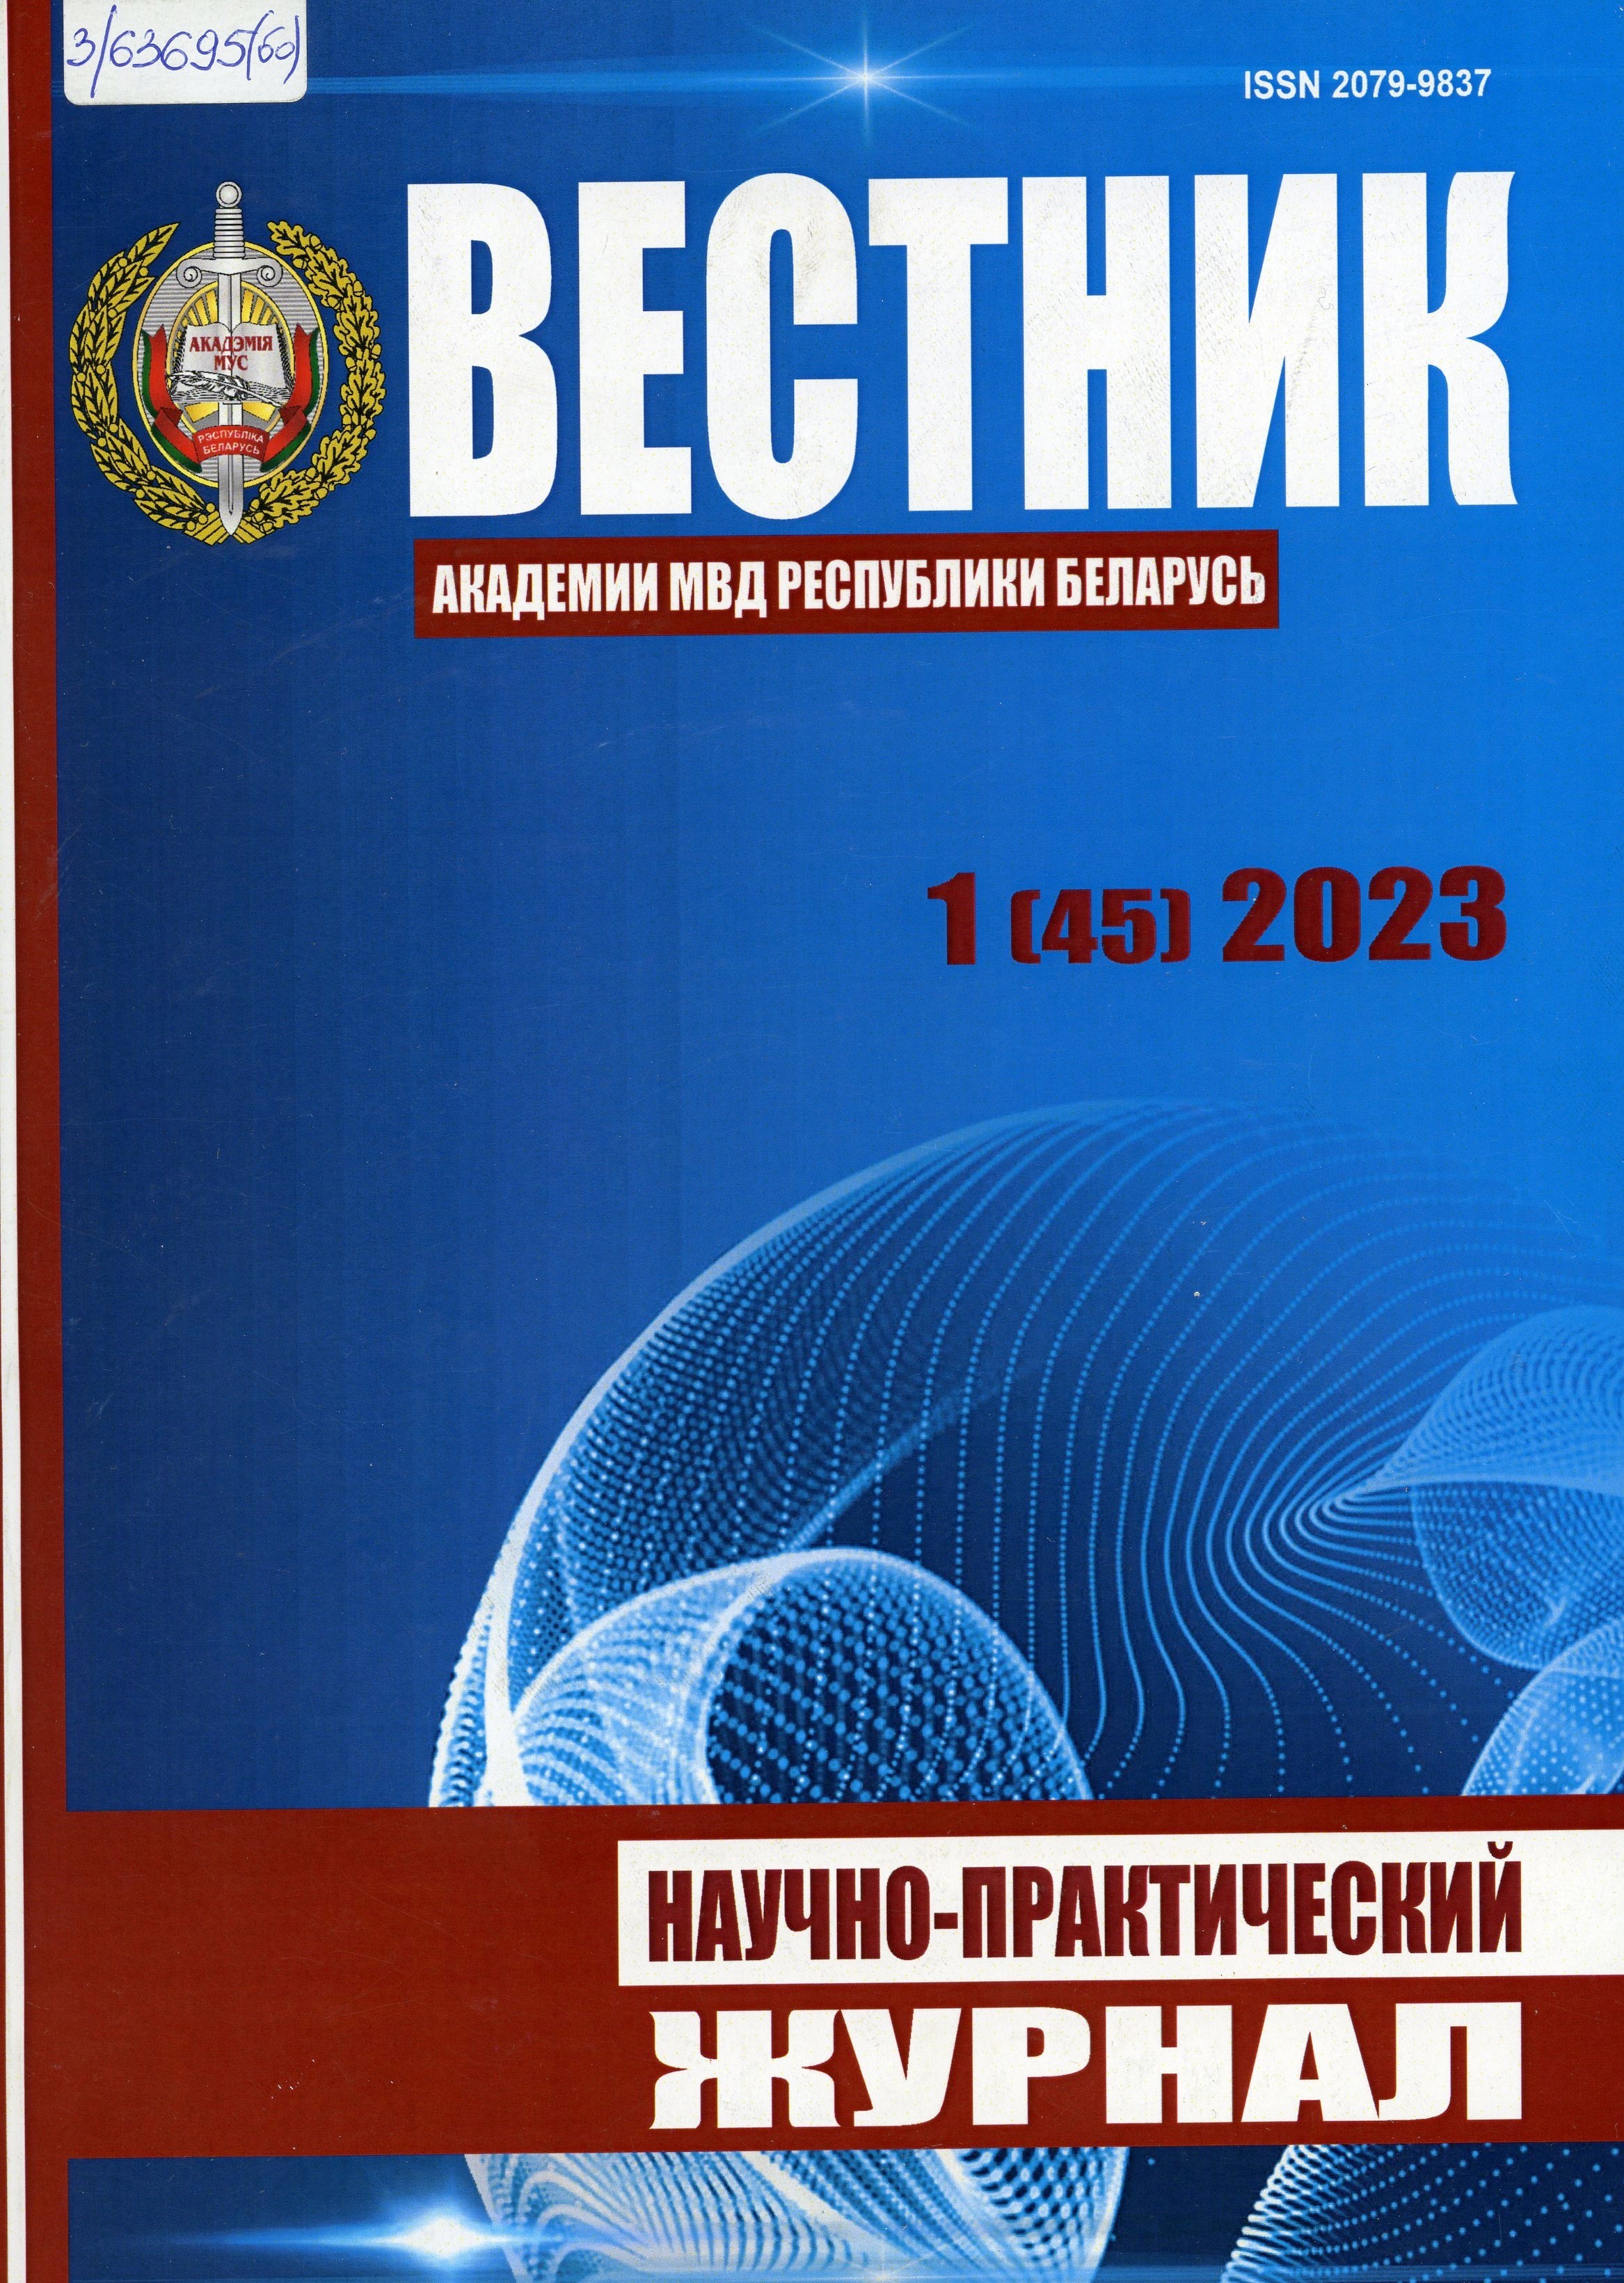 3/63695(60)
ISSN 2079-9837
ВЕСТНИК
АКАДЭМІЯ
МУС
РЭСПУБЛІКА
БЕЛАРУСЬ
АКАДЕМИИ МВД РЕСПУБЛИКИ БЕЛАРУСЬ
1 (45) 2023
НАУЧНО-ПРАКТИЧЕСКИЙ
ЖУРНАЛ